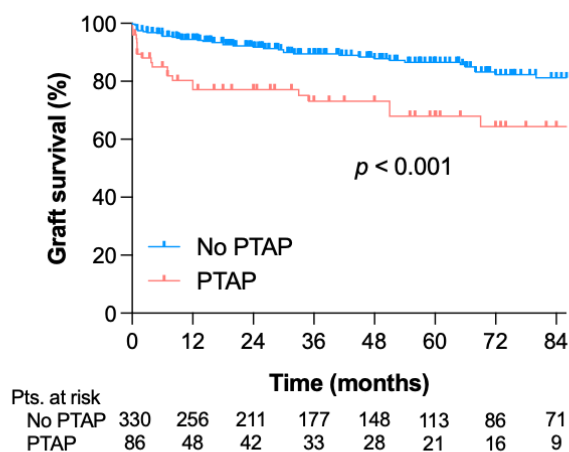 Graft survival (%)
100
80
60
40
20
0
p < 0.001
No PTAP
PTAP
0 12 24 36 48 60 72 84
Time (months)
Pts. at risk
No PTAP 330 256 211 177 148 113 86 71
PTAP 86 48 42 33 28 21 16 9